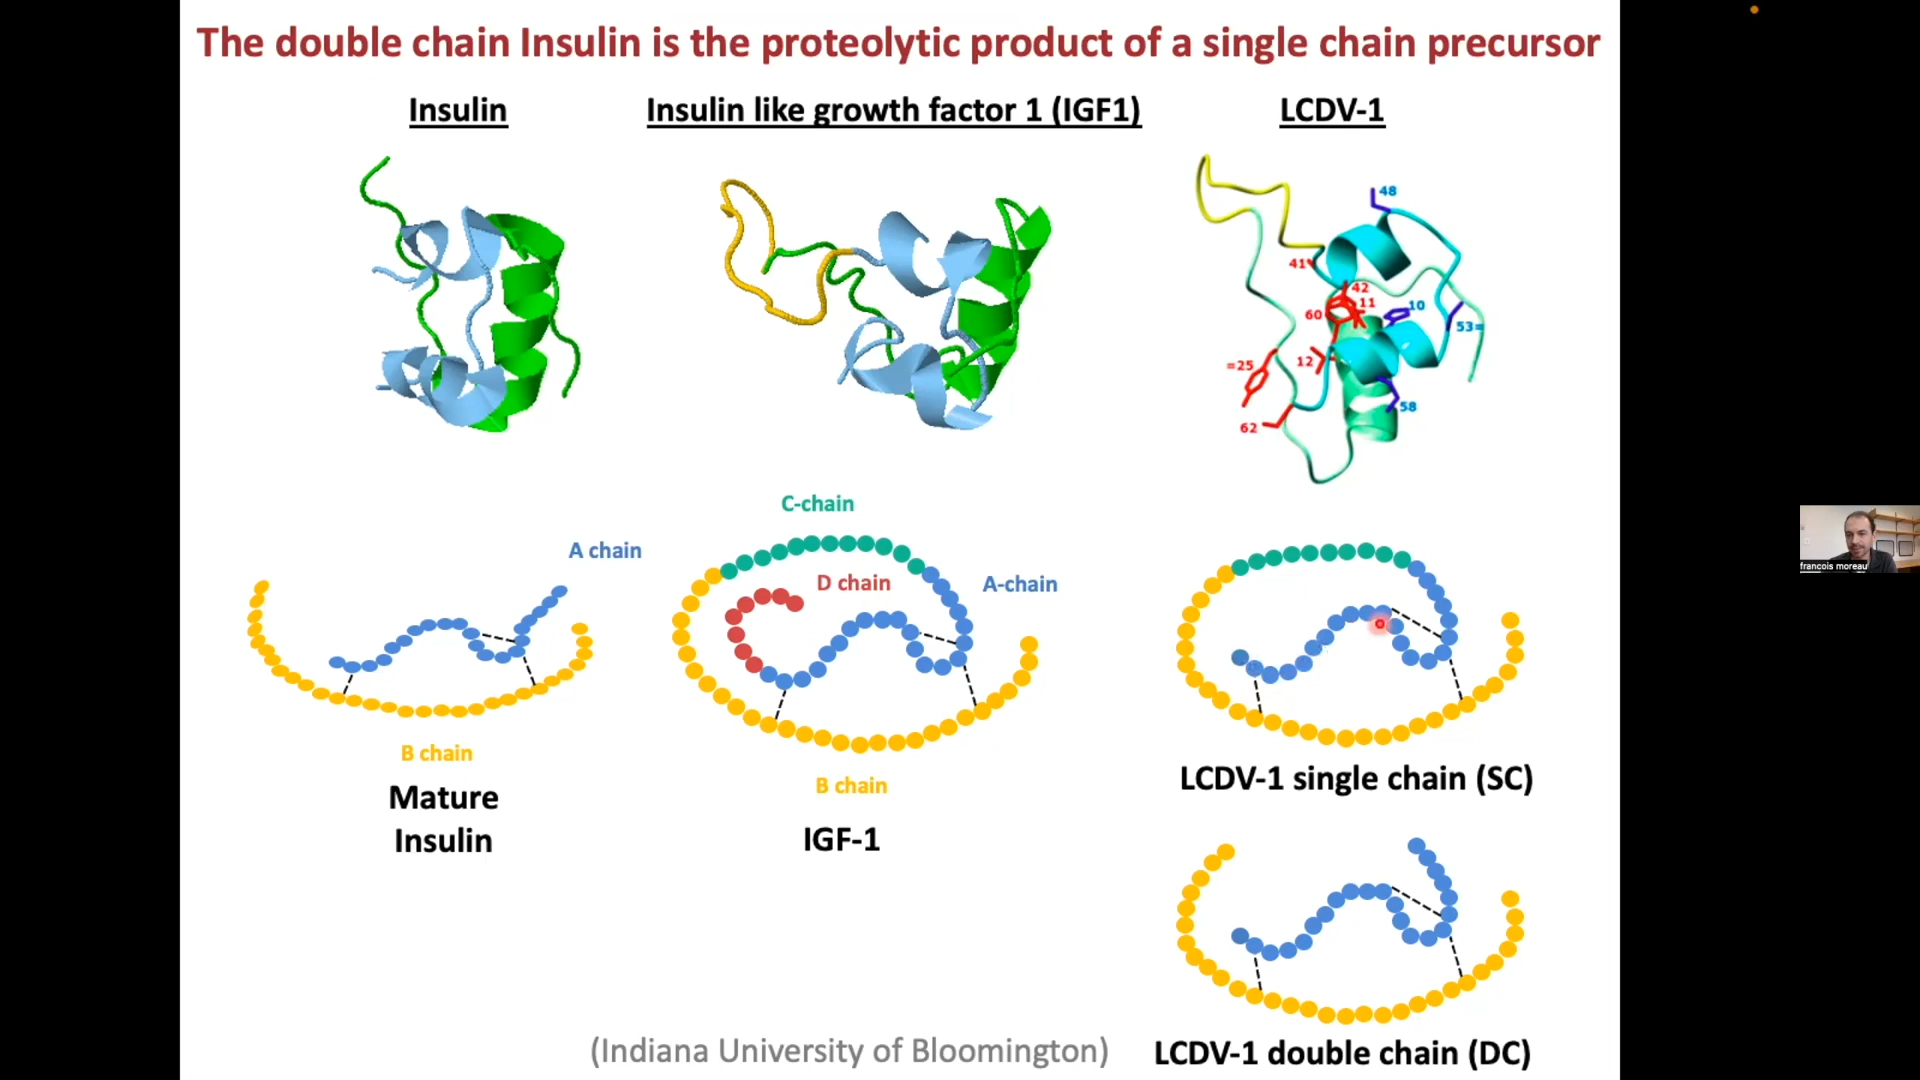 The double chain Insulin is the proteolytic product of a single chain precursor
Insulin
Insulin like growth factor 1 (IGF1)
LCDV-1
48
41
42
11
10
60
53=
12
=25
58
62
C-chain
A chain
D chain
A-chain
B chain
Mature
Insulin
B chain
IGF-1
LCDV-1 single chain (SC)
LCDV-1 double chain (DC)
(Indiana University of Bloomington)
francois moreau